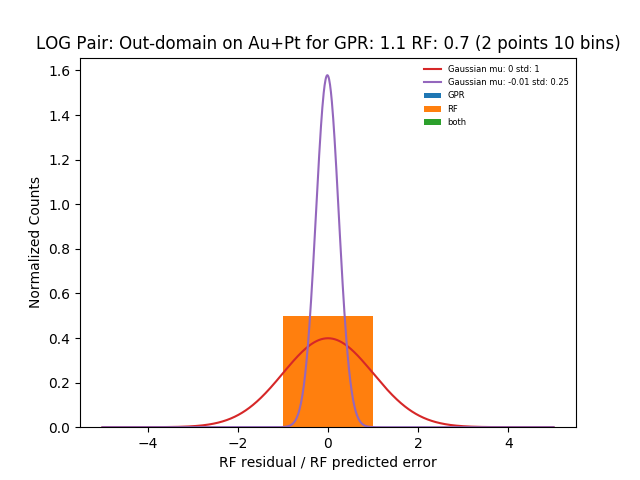 LOG Pair: Out-domain on Au+Pt for GPR: 1.1 RF: 0.7 (2 points 10 bins)
Gaussian mu: 0 std: 1
Gaussian mu: -0.01 std: 0.25
GPR
RF
both
Normalized Counts
1.6
1.4
1.2
1.0
0.8
0.6
0.4
0.2
0.0
−4
−2
0
2
4
RF residual / RF predicted error